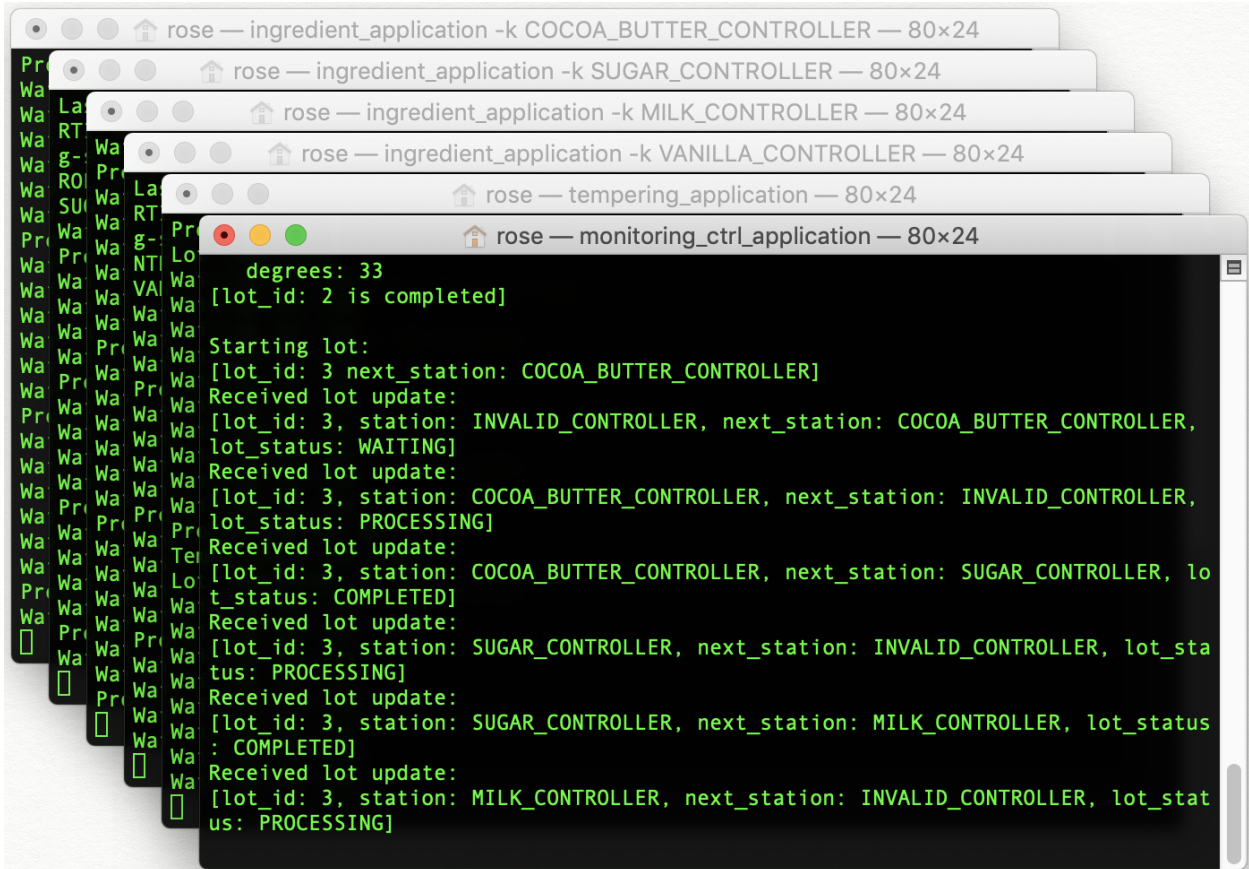 rose — ingredient_application -k COCOA_BUTTER_CONTROLLER — 80×24
rose — ingredient_application -k SUGAR_CONTROLLER — 80×24
rose — ingredient_application -k MILK_CONTROLLER — 80×24
rose — ingredient_application -k VANILLA_CONTROLLER — 80×24
rose — tempering_application — 80×24
rose — monitoring_ctrl_application — 80×24
degrees: 33
[lot_id: 2 is completed]
Starting lot:
[lot_id: 3 next_station: COCOA_BUTTER_CONTROLLER]
Received lot update:
[lot_id: 3, station: INVALID_CONTROLLER, next_station: COCOA_BUTTER_CONTROLLER,
lot_status: WAITING]
Received lot update:
[lot_id: 3, station: COCOA_BUTTER_CONTROLLER, next_station: INVALID_CONTROLLER,
lot_status: PROCESSING]
Received lot update:
[lot_id: 3, station: COCOA_BUTTER_CONTROLLER, next_station: SUGAR_CONTROLLER, lo
t_status: COMPLETED]
Received lot update:
[lot_id: 3, station: SUGAR_CONTROLLER, next_station: INVALID_CONTROLLER, lot_sta
tus: PROCESSING]
Received lot update:
[lot_id: 3, station: SUGAR_CONTROLLER, next_station: MILK_CONTROLLER, lot_status
: COMPLETED]
Received lot update:
[lot_id: 3, station: MILK_CONTROLLER, next_station: INVALID_CONTROLLER, lot_stat
us: PROCESSING]